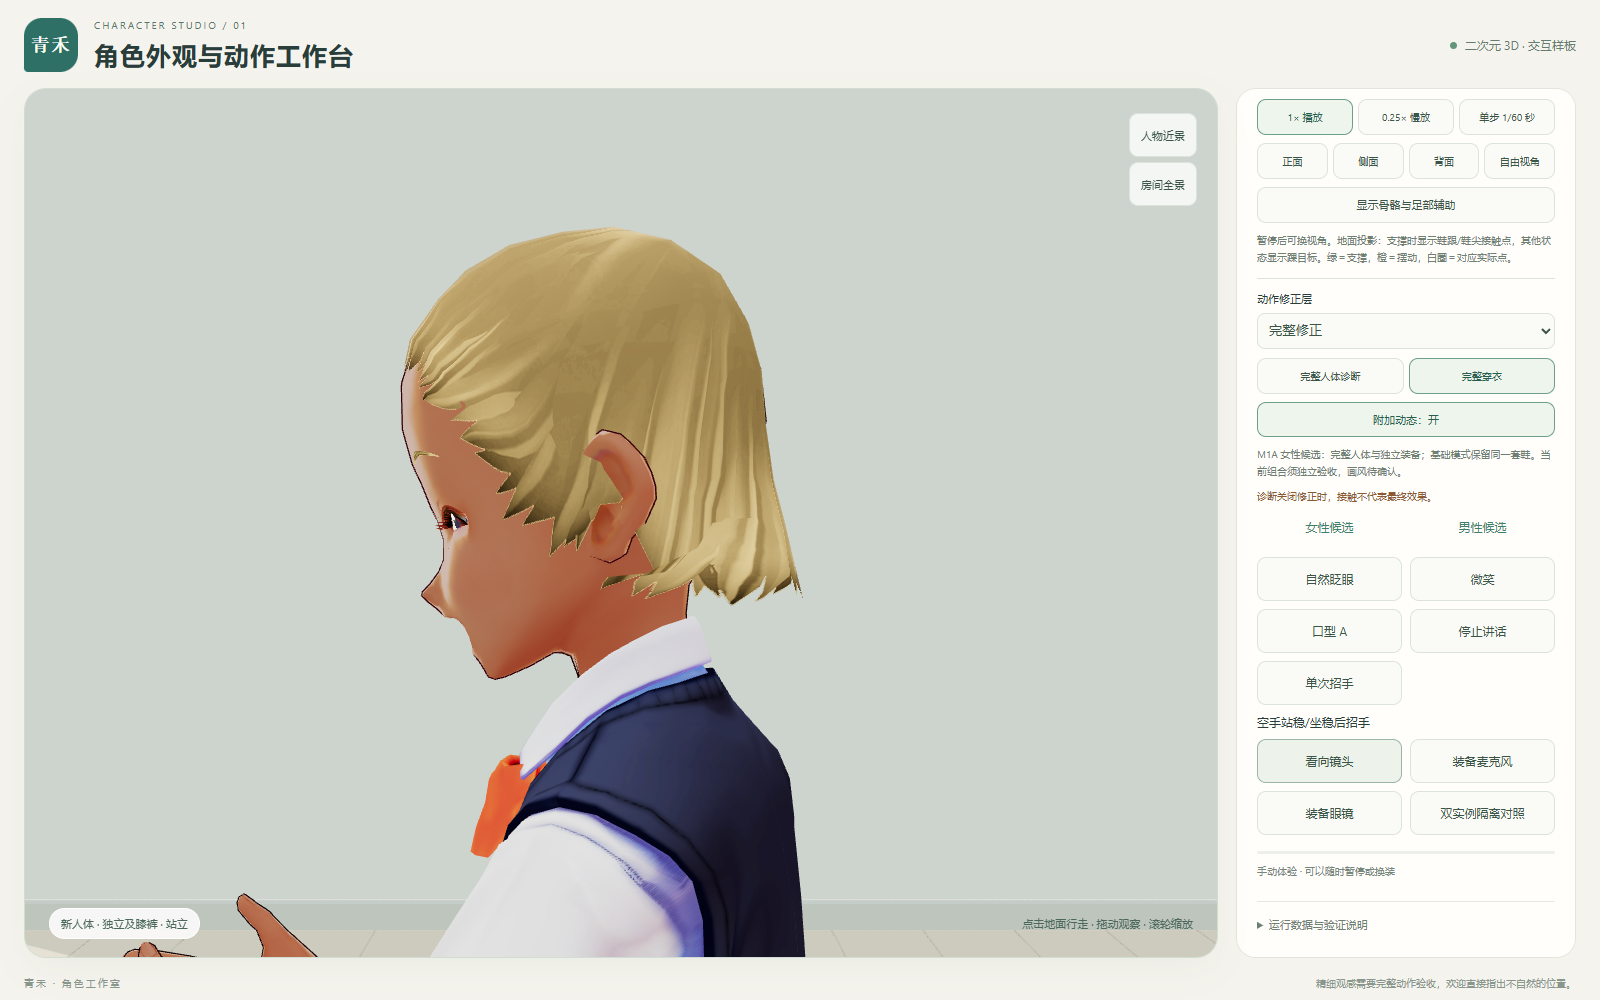 青禾
CHARACTER STUDIO / 01
角色外观与动作工作台
二次元 3D · 交互样板
人物近景
房间全景
新人体 · 独立及膝裤 · 站立
点击地面行走 · 拖动观察 · 滚轮缩放
1× 播放
0.25× 慢放
单步 1/60 秒
正面
侧面
背面
自由视角
显示骨骼与足部辅助
暂停后可换视角。地面投影：支撑时显示鞋跟/鞋尖接触点，其他状
态显示踝目标。绿＝支撑，橙＝摆动，白圈＝对应实际点。
动作修正层
完整修正
完整人体诊断
完整穿衣
附加动态：开
M1A 女性候选：完整人体与独立装备；基础模式保留同一套鞋。当
前组合须独立验收，画风待确认。
诊断关闭修正时，接触不代表最终效果。
女性候选
男性候选
自然眨眼
微笑
口型 A
停止讲话
单次招手
空手站稳/坐稳后招手
看向镜头
装备麦克风
装备眼镜
双实例隔离对照
手动体验 · 可以随时暂停或换装
运行数据与验证说明
青禾 · 角色工作室
精细观感需要完整动作验收，欢迎直接指出不自然的位置。